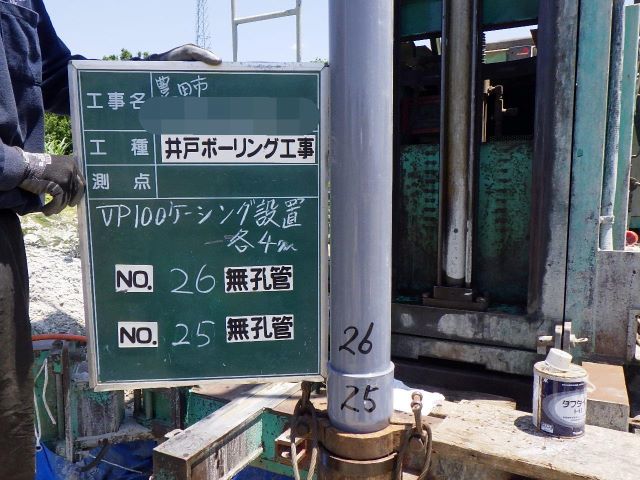 工事名 豊田市
工種 井戸ボーリング工事
測点
VP100ケーシング設置
各4m
NO. 26 無孔管
NO. 25 無孔管
26
25
タフダイン